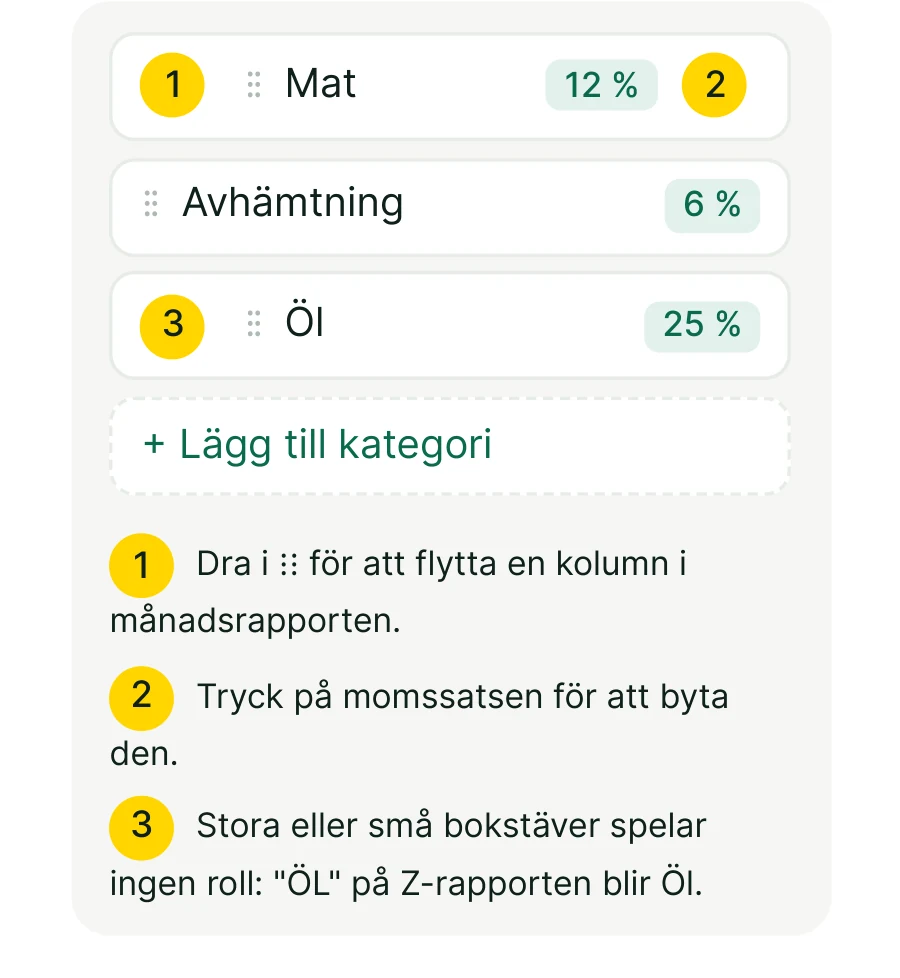 1 ⠿ Mat 12 % 2
⠿ Avhämtning 6 %
3 ⠿ Öl 25 %
+ Lägg till kategori
1 Dra i ⠿ för att flytta en kolumn i
månadsrapporten.
2 Tryck på momssatsen för att byta
den.
3 Stora eller små bokstäver spelar
ingen roll: "ÖL" på Z-rapporten blir Öl.